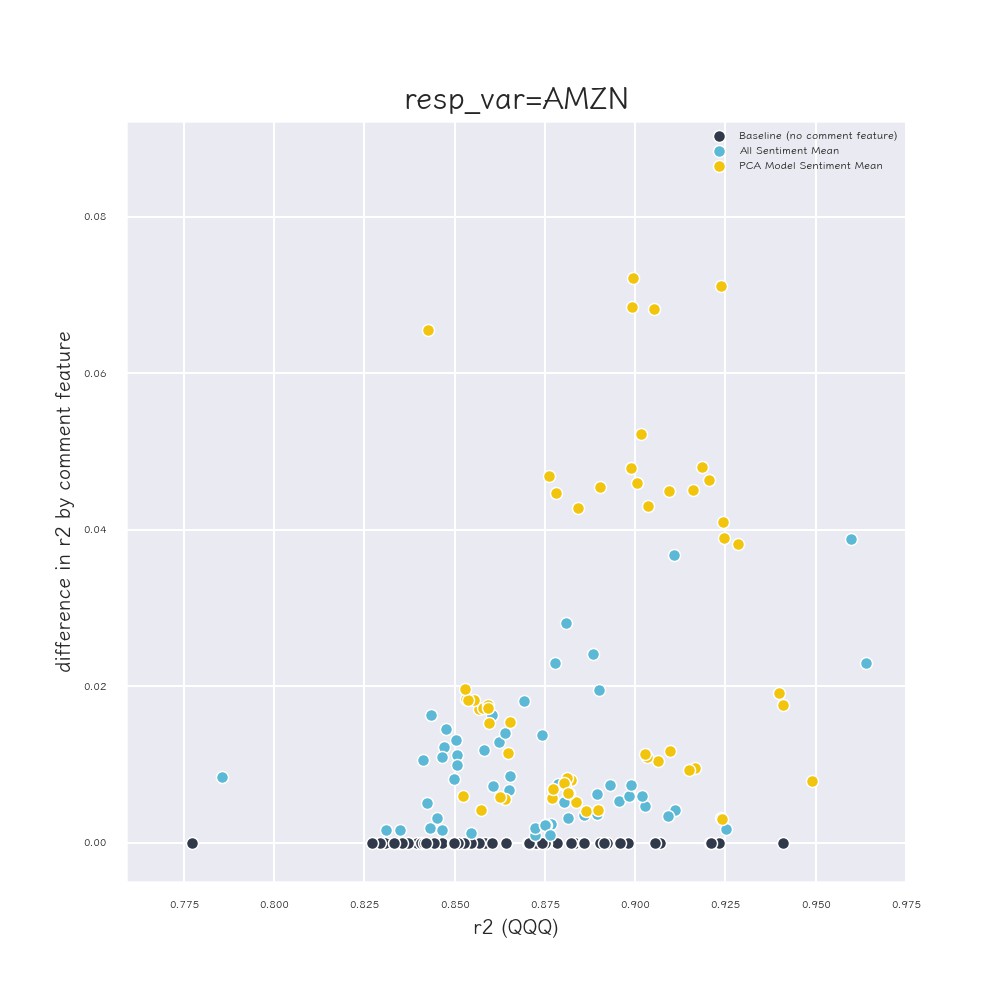 resp_var=AMZN
Baseline (no comment feature)
All Sentiment Mean
PCA Model Sentiment Mean
difference in r2 by comment feature
0.08
0.06
0.04
0.02
0.00
0.775 0.800 0.825 0.850 0.875 0.900 0.925 0.950 0.975
r2 (QQQ)